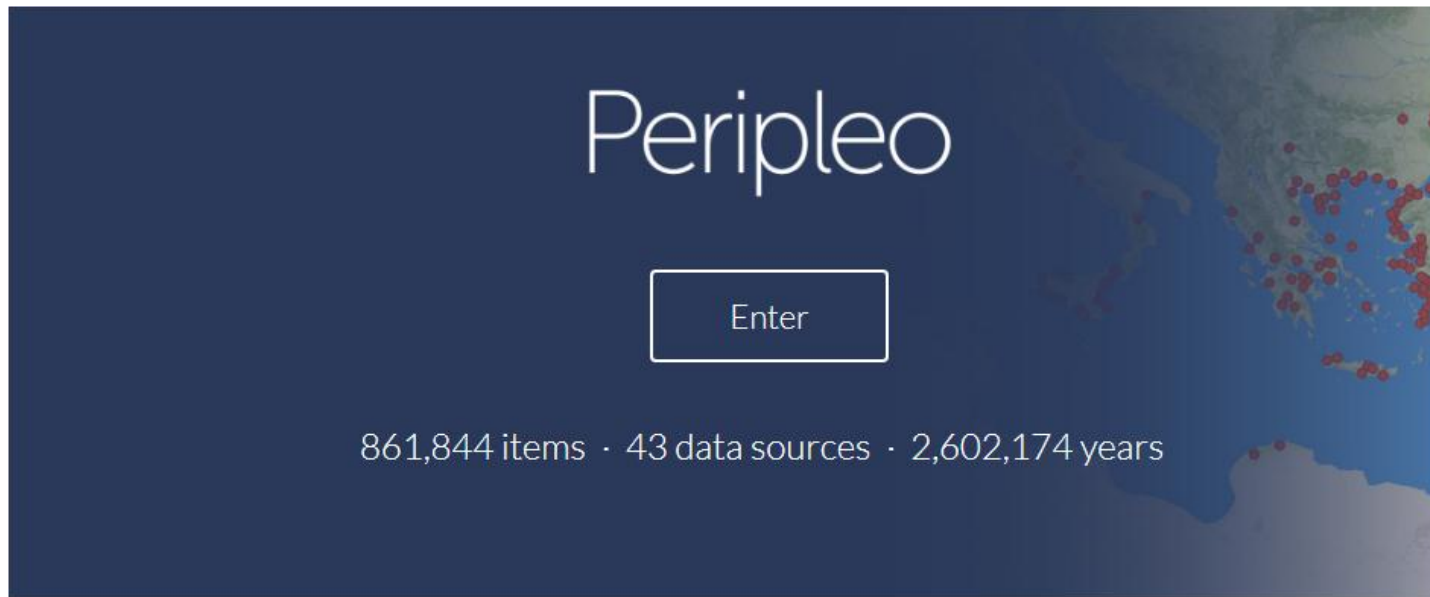 Peripleo
Enter
861,844 items · 43 data sources · 2,602,174 years